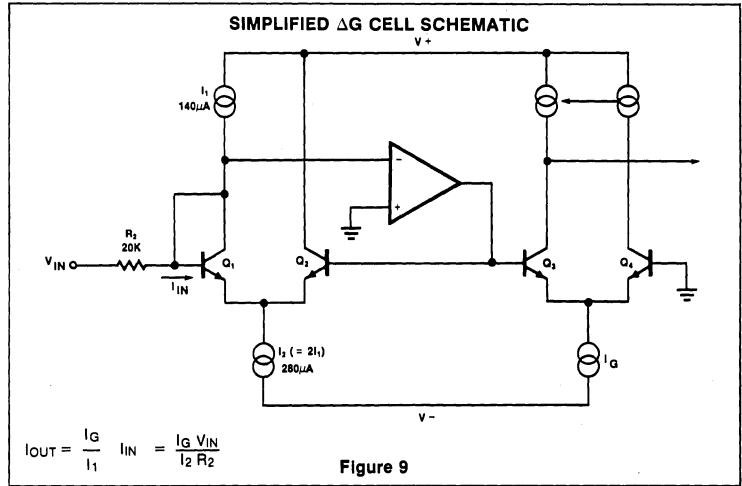 SIMPLIFIED ΔG CELL SCHEMATIC
V+
I₁
140µA
−
+
R₂
20K
VIN
IIN
Q₁
Q₂
Q₃
Q₄
I₂ (= 2I₁)
280µA
IG
V−
IOUT = IG / I₁ IIN = IG VIN / I₂ R₂
Figure 9